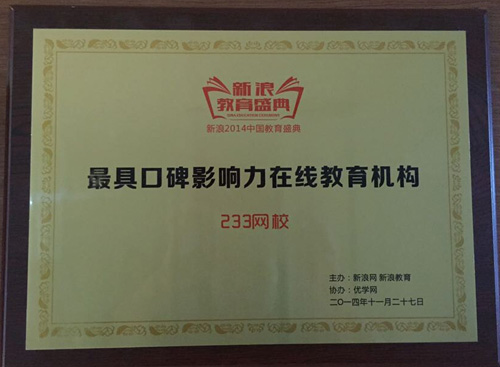 新浪
教育盛典
SINA EDUCATION CEREMONY
新浪2014中国教育盛典
最具口碑影响力在线教育机构
233网校
主办：新浪网 新浪教育
协办：优学网
二〇一四年十一月二十七日